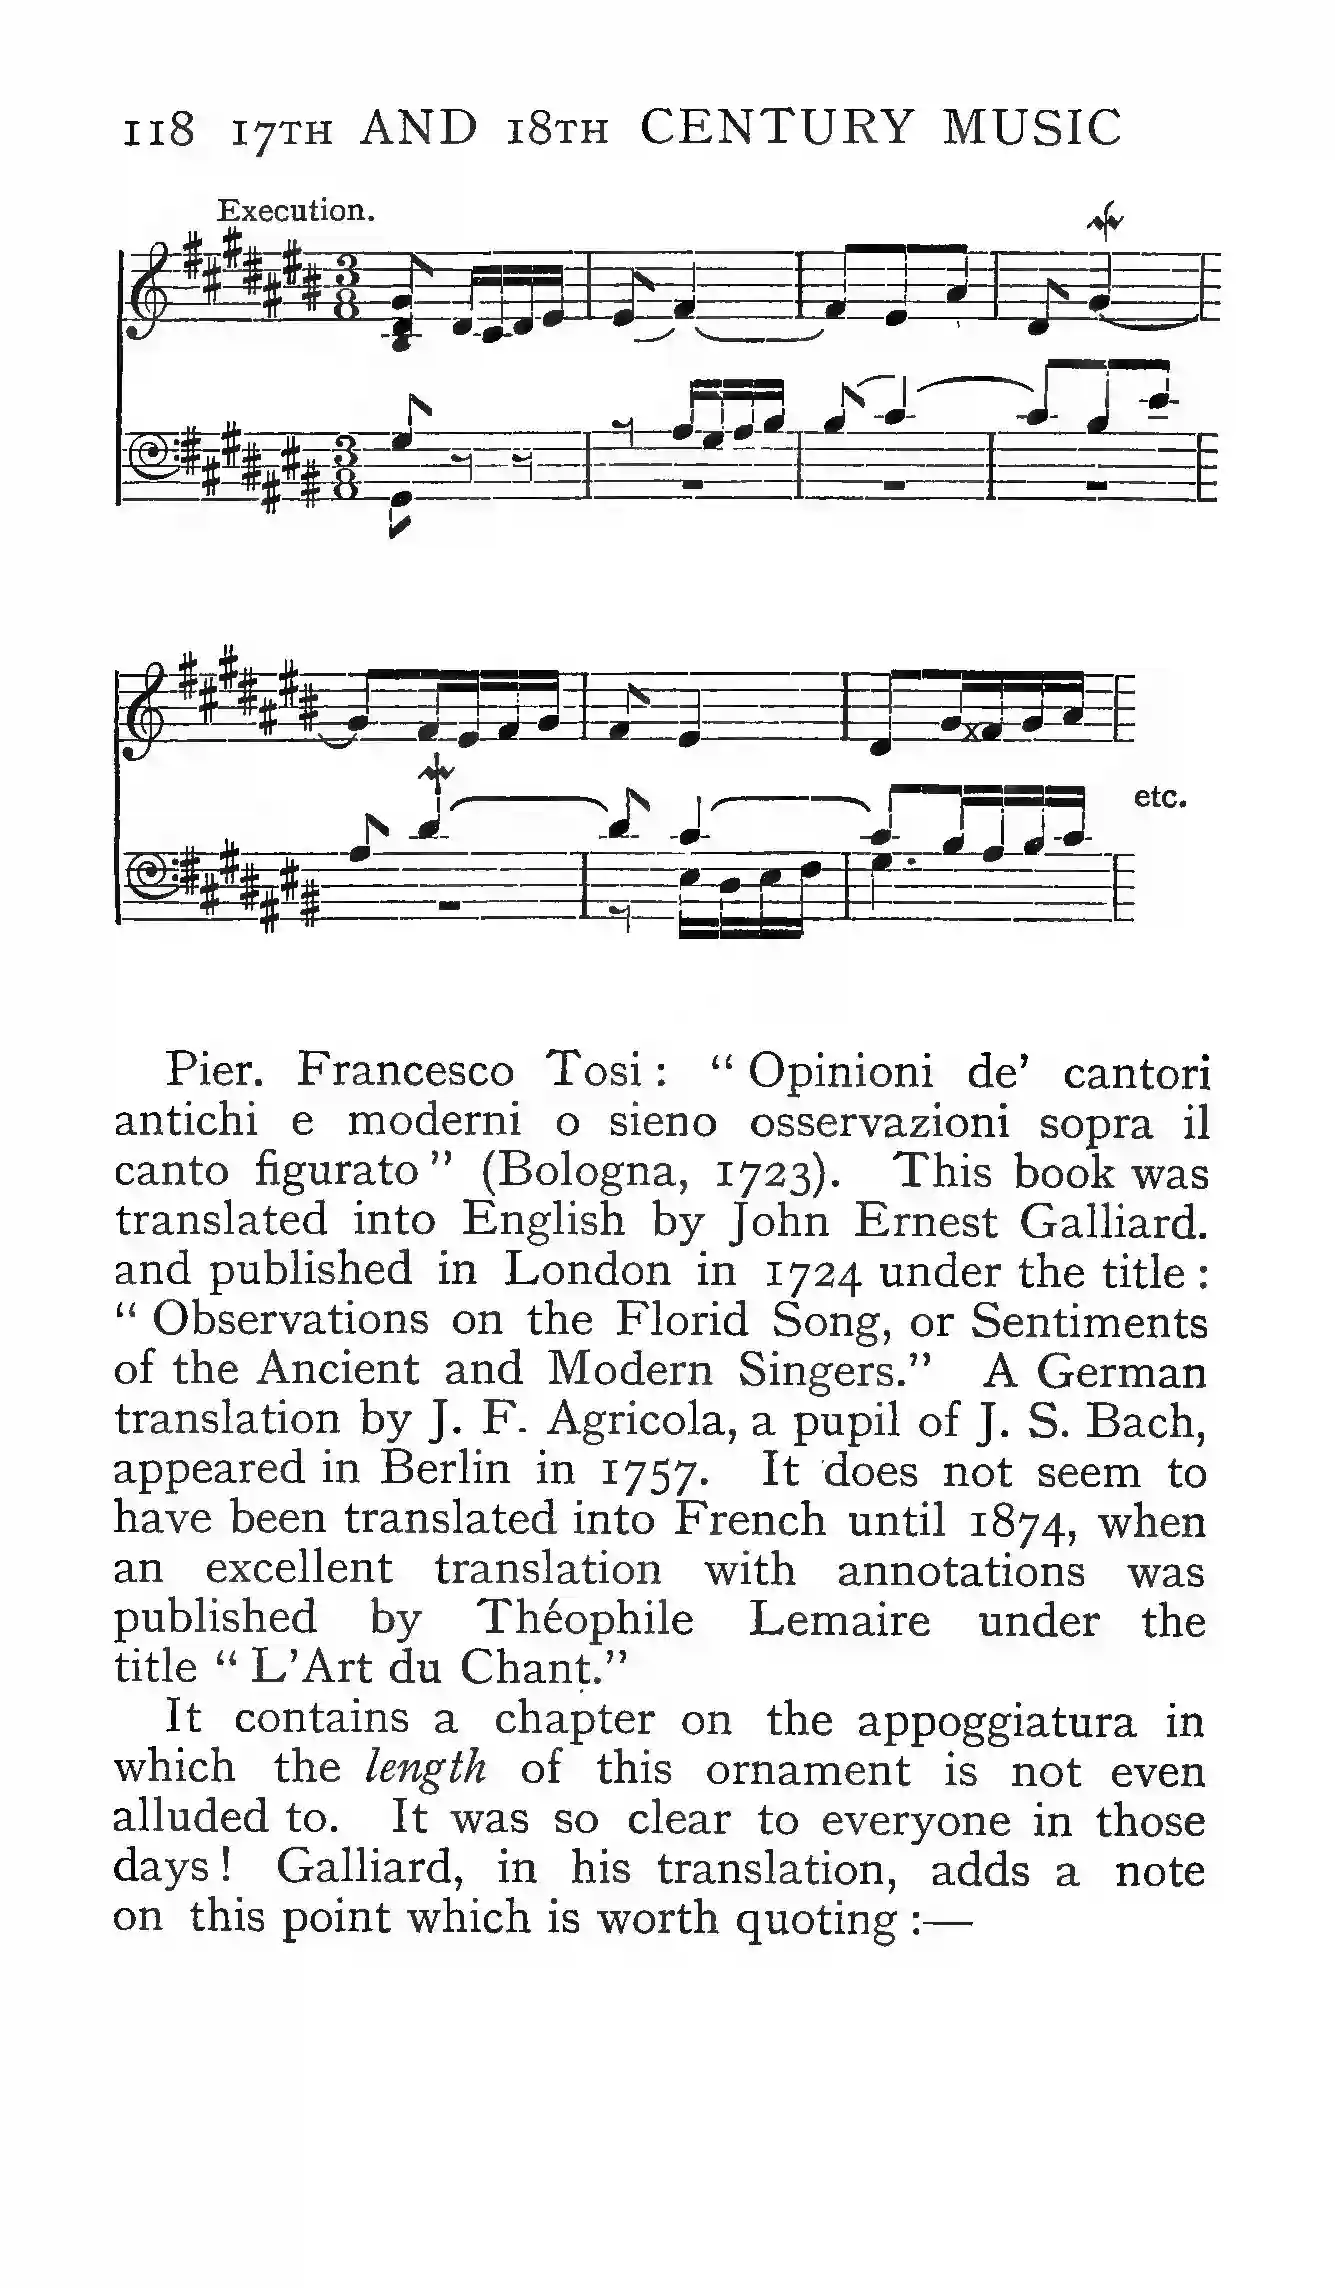 118 17TH AND 18TH CENTURY MUSIC
Execution.
etc.
Pier. Francesco Tosi : “ Opinioni de’ cantori
antichi e moderni o sieno osservazioni sopra il
canto figurato ” (Bologna, 1723). This book was
translated into English by John Ernest Galliard.
and published in London in 1724 under the title :
“ Observations on the Florid Song, or Sentiments
of the Ancient and Modern Singers.” A German
translation by J. F. Agricola, a pupil of J. S. Bach,
appeared in Berlin in 1757. It does not seem to
have been translated into French until 1874, when
an excellent translation with annotations was
published by Théophile Lemaire under the
title “ L’Art du Chant.”
It contains a chapter on the appoggiatura in
which the length of this ornament is not even
alluded to. It was so clear to everyone in those
days ! Galliard, in his translation, adds a note
on this point which is worth quoting :—